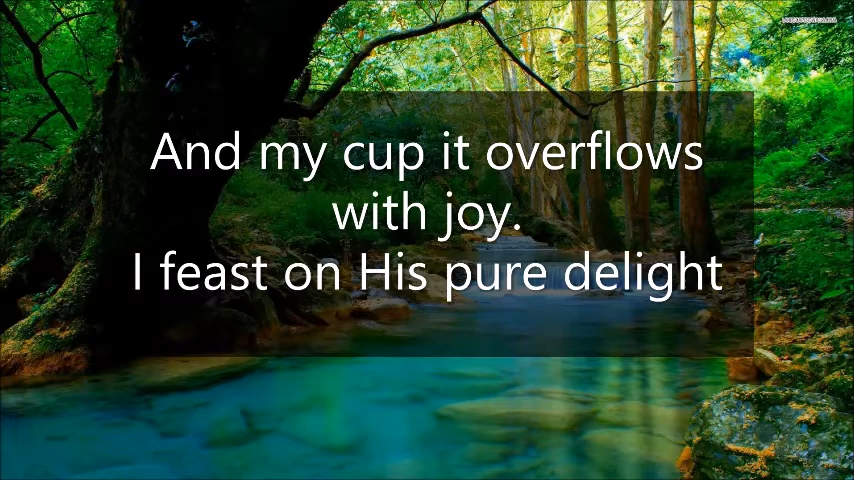 And my cup it overflows
with joy.
I feast on His pure delight